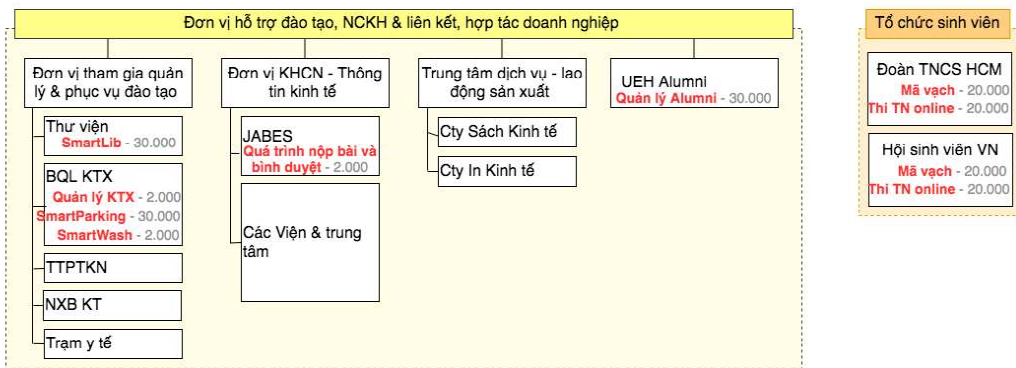 Đơn vị hỗ trợ đào tạo, NCKH & liên kết, hợp tác doanh nghiệp
Đơn vị tham gia quản
lý & phục vụ đào tạo
Thư viện
SmartLib - 30.000
BQL KTX
Quản lý KTX - 2.000
SmartParking - 30.000
SmartWash - 2.000
TTPTKN
NXB KT
Trạm y tế
Đơn vị KHCN - Thông
tin kinh tế
JABES
Quá trình nộp bài và
bình duyệt - 2.000
Các Viện & trung
tâm
Trung tâm dịch vụ - lao
động sản xuất
Cty Sách Kinh tế
Cty In Kinh tế
UEH Alumni
Quản lý Alumni - 30.000
Tổ chức sinh viên
Đoàn TNCS HCM
Mã vạch - 20.000
Thi TN online - 20.000
Hội sinh viên VN
Mã vạch - 20.000
Thi TN online - 20.000